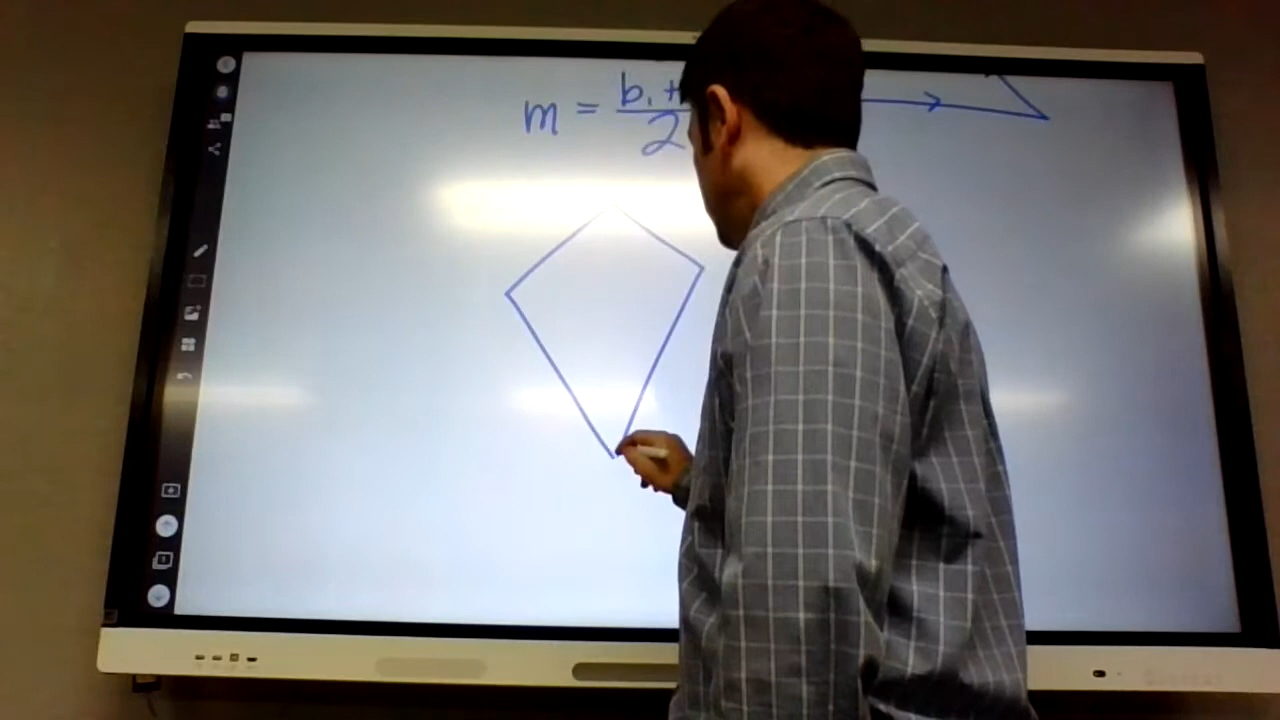 m = b₁ +
2